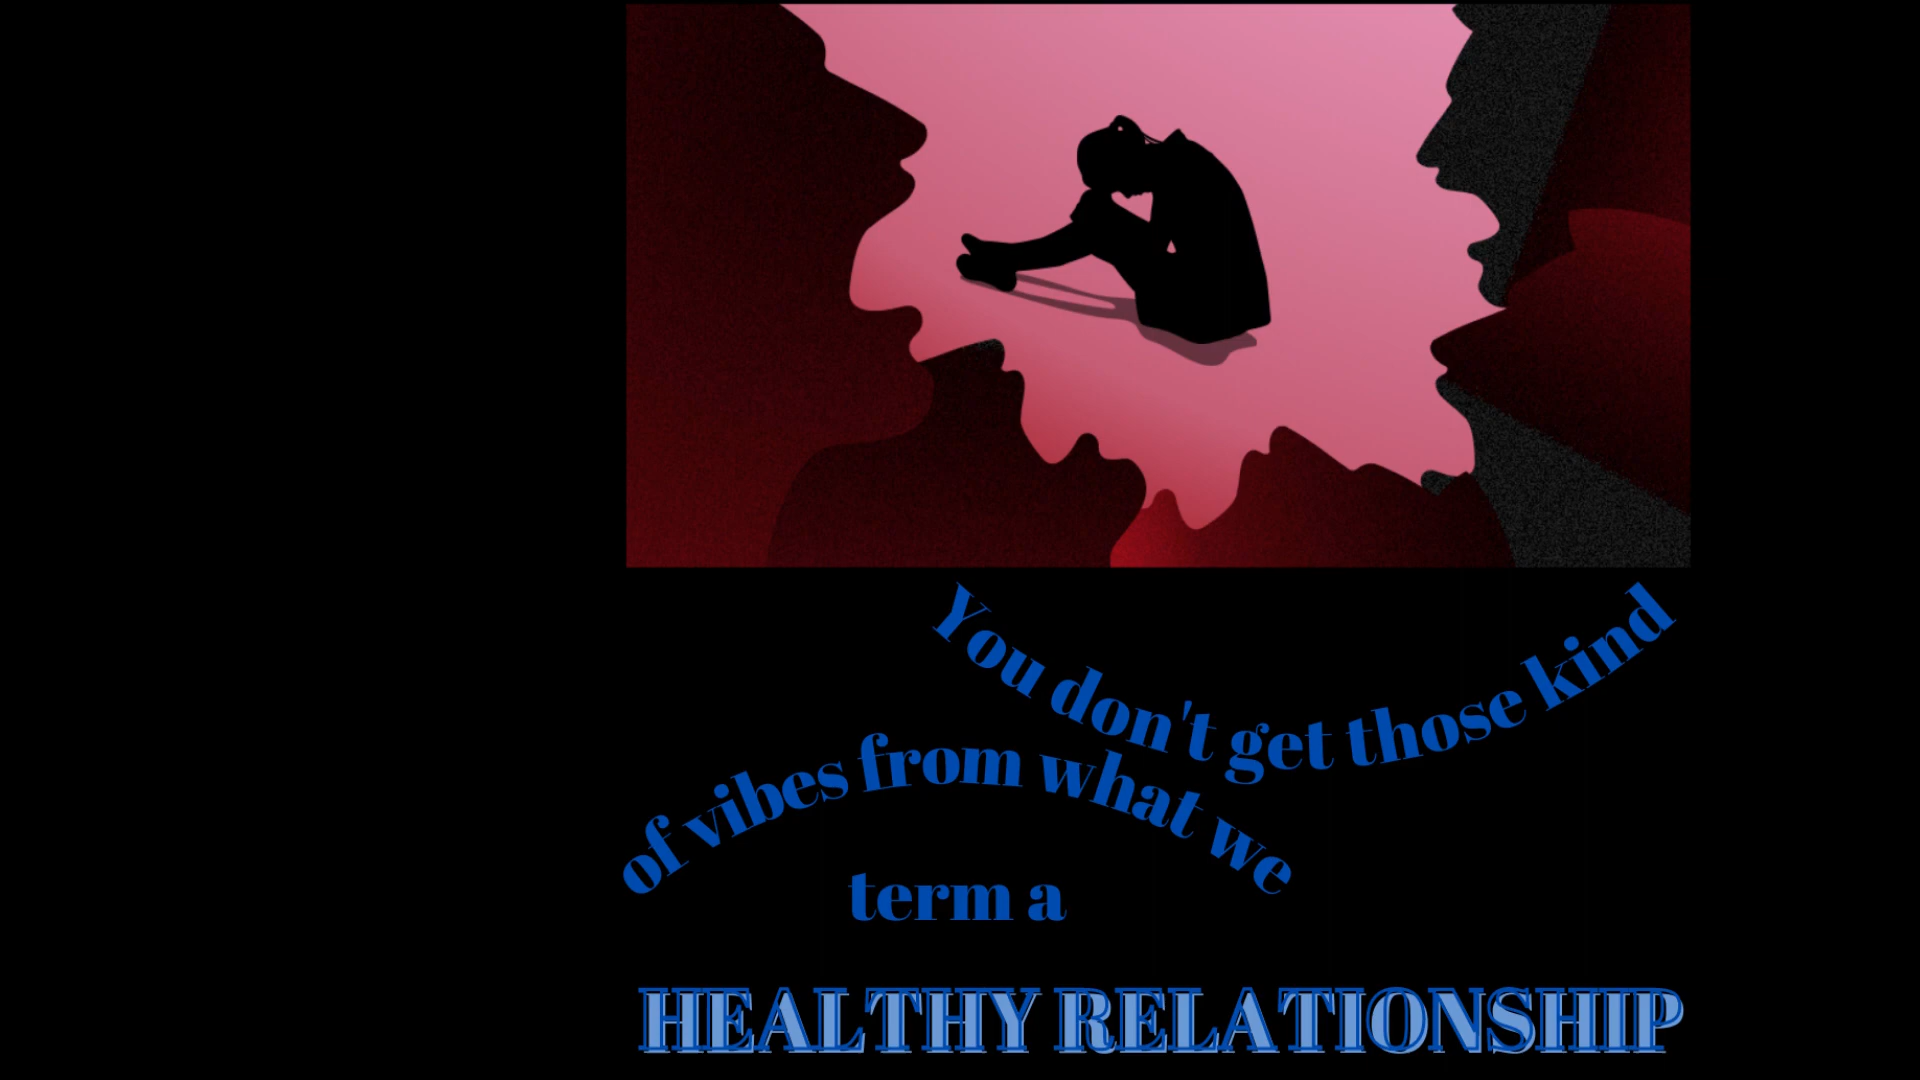 You don't get those kind
of vibes from what we
term a
HEALTHY RELATIONSHIP